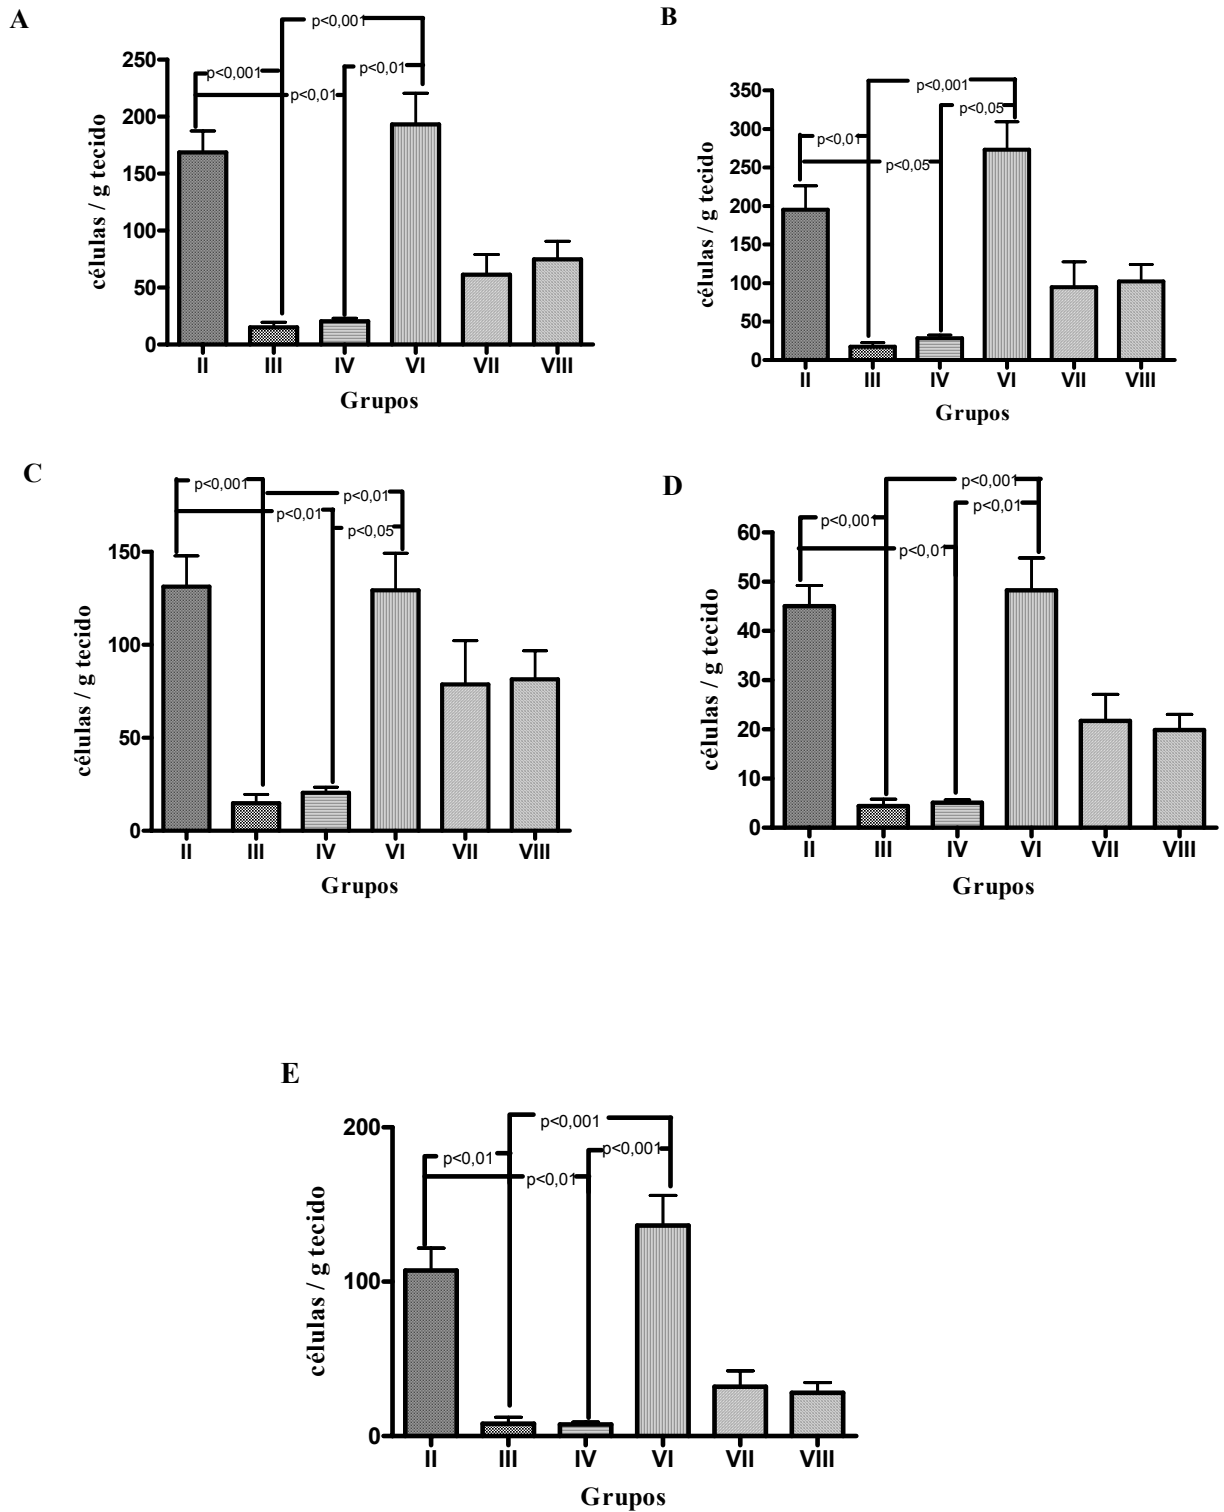 A
p<0,001
p<0,001
p<0,01
p<0,01
250
200
150
100
50
0
células / g tecido
II III IV VI VII VIII
Grupos
B
p<0,001
p<0,05
p<0,01
p<0,05
350
300
250
200
150
100
50
0
células / g tecido
II III IV VI VII VIII
Grupos
C
p<0,001
p<0,01
p<0,01
p<0,05
150
100
50
0
células / g tecido
II III IV VI VII VIII
Grupos
D
p<0,001
p<0,01
p<0,001
p<0,01
60
50
40
30
20
10
0
células / g tecido
II III IV VI VII VIII
Grupos
E
p<0,001
p<0,001
p<0,01
p<0,01
200
100
0
células / g tecido
II III IV VI VII VIII
Grupos